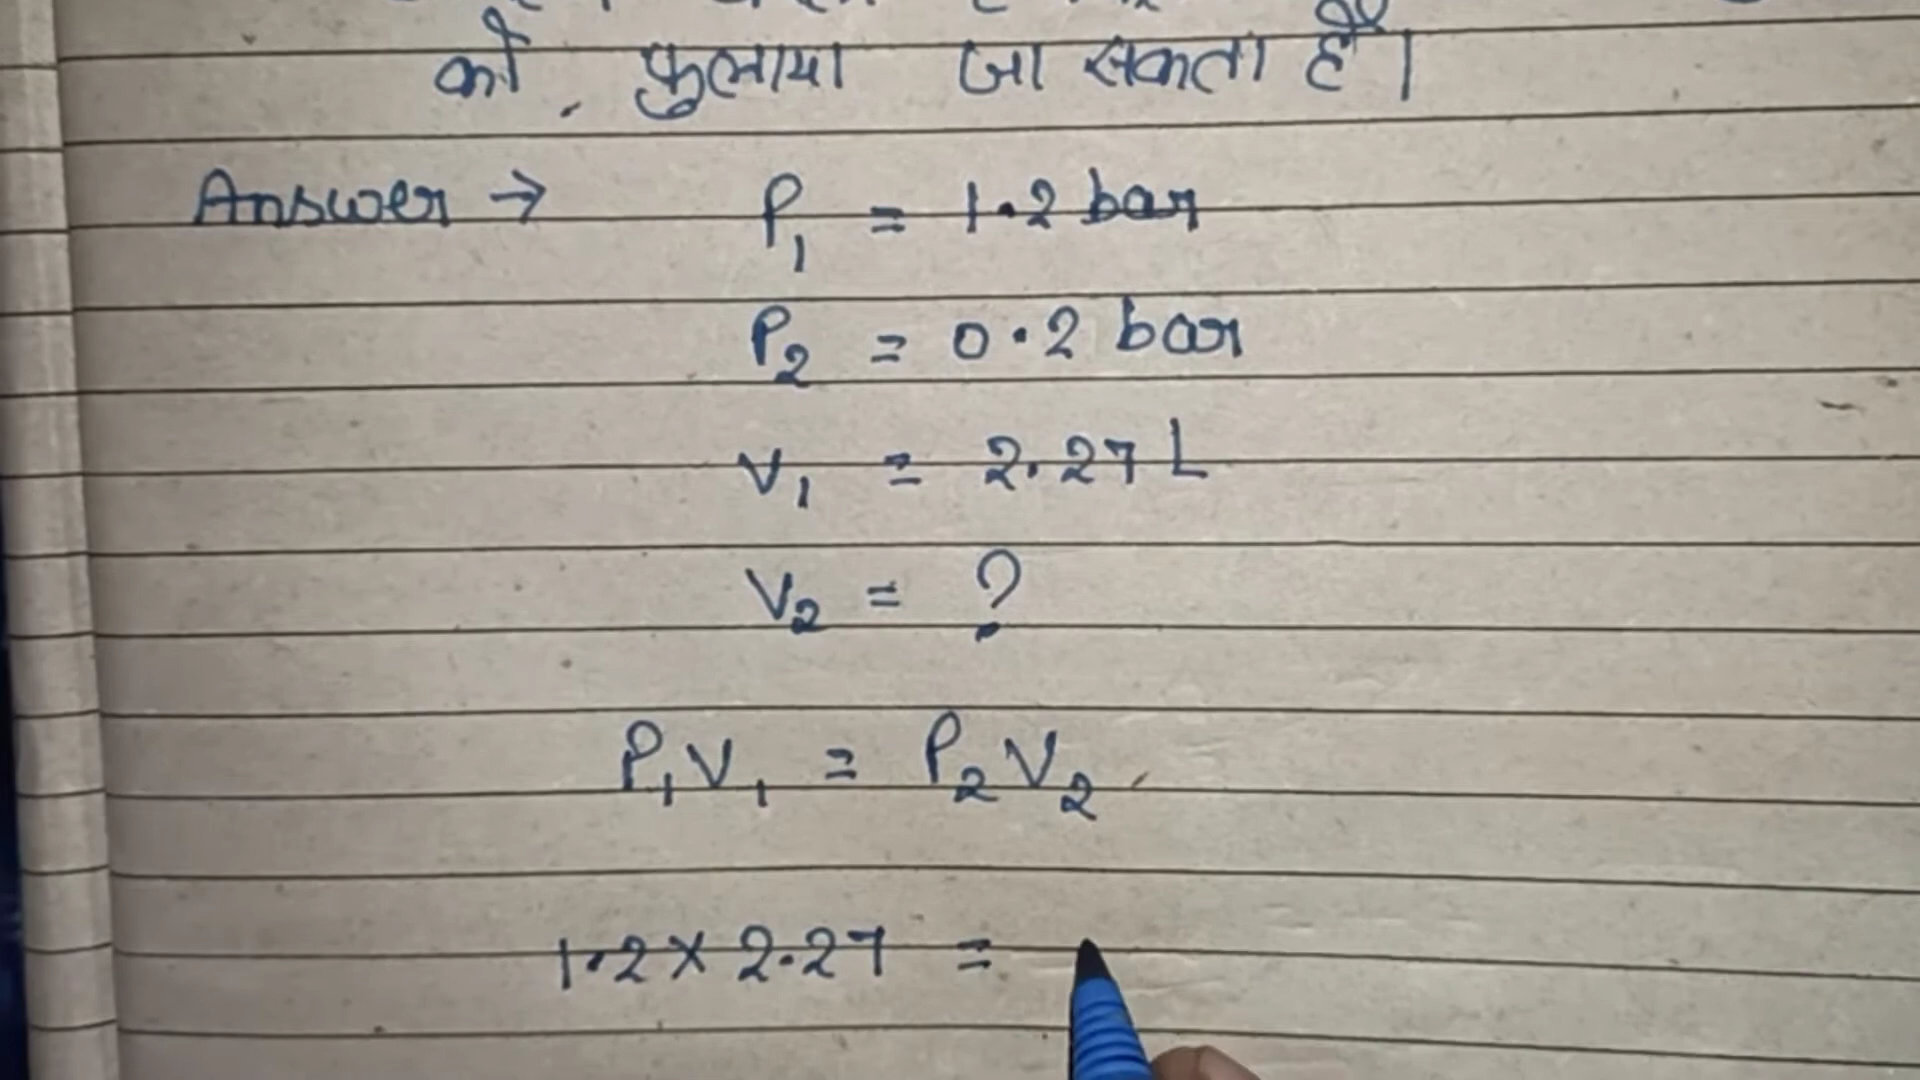 को फुलाया जा सकता है।
Answer → P₁ = 1.2 bar
P₂ = 0.2 bar
V₁ = 2.27 L
V₂ = ?
P₁V₁ = P₂V₂
1.2 × 2.27 =